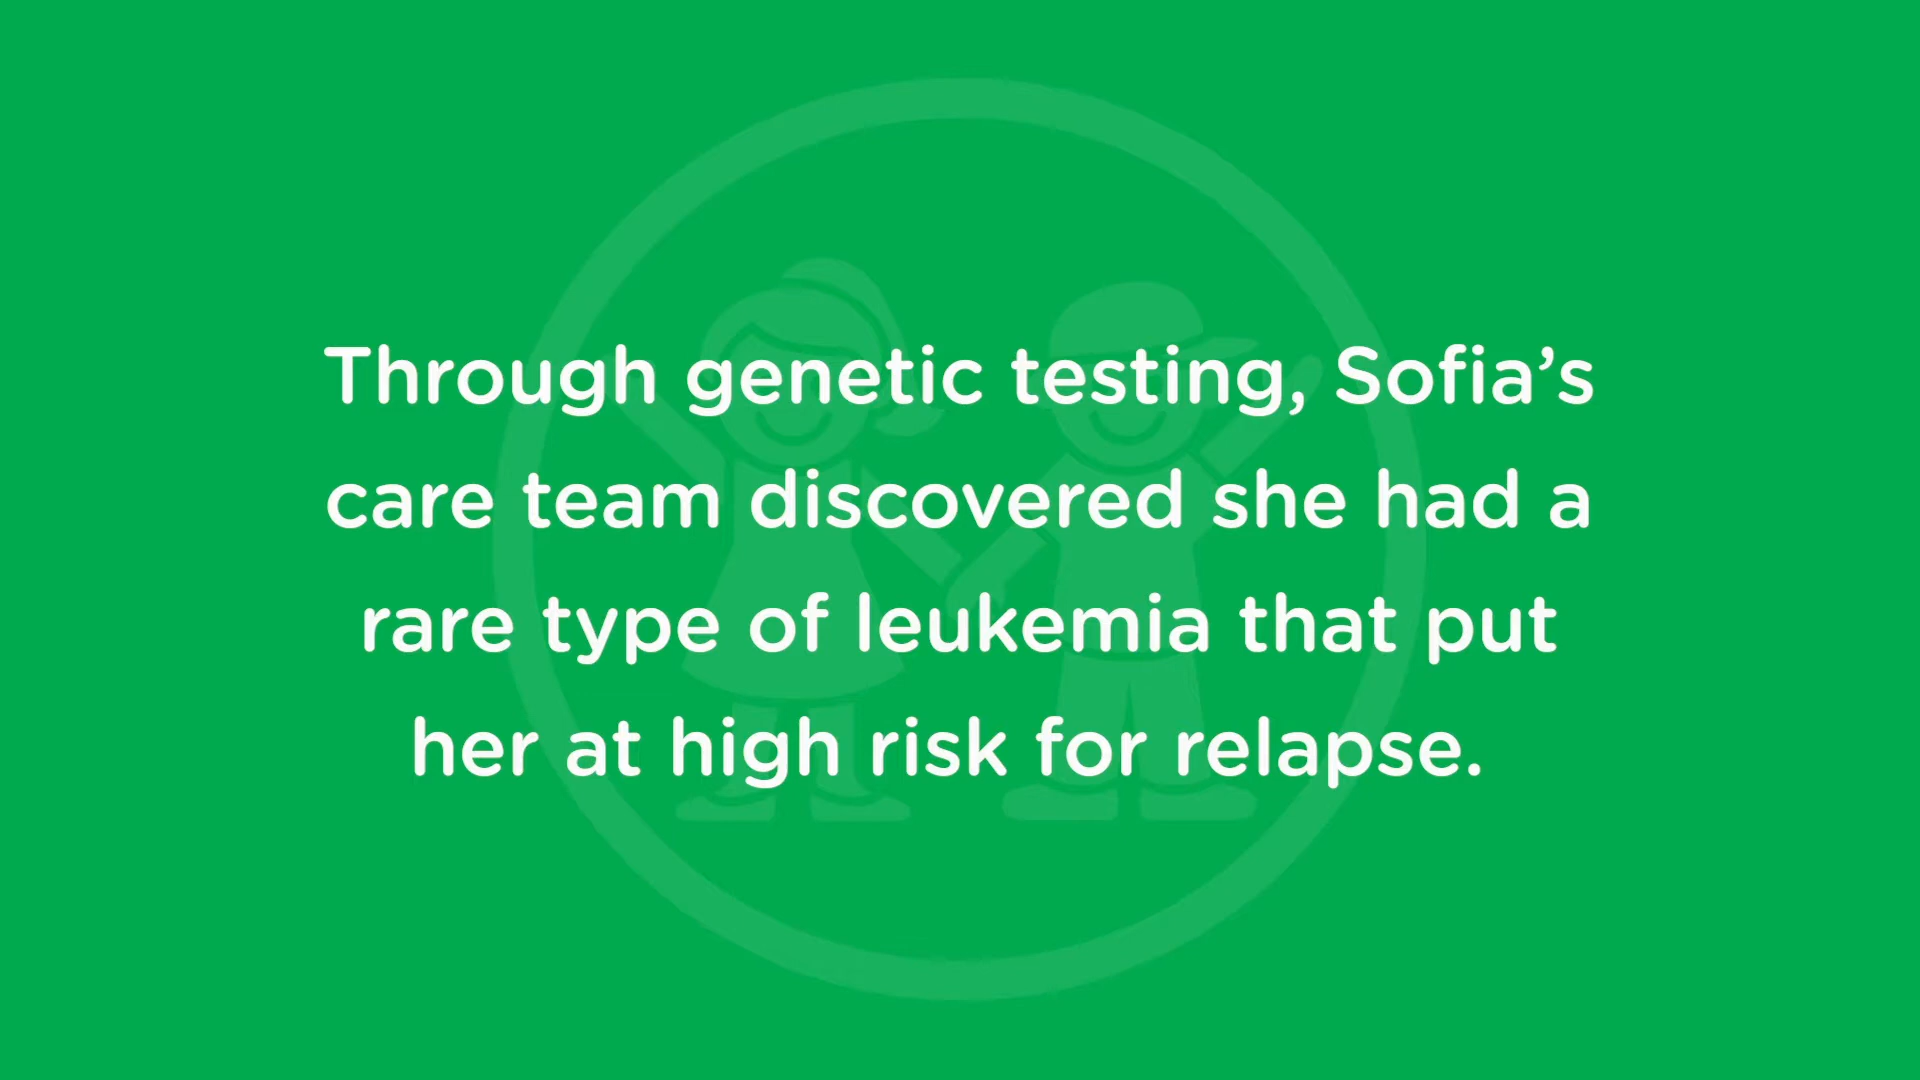 Through genetic testing, Sofia’s
care team discovered she had a
rare type of leukemia that put
her at high risk for relapse.